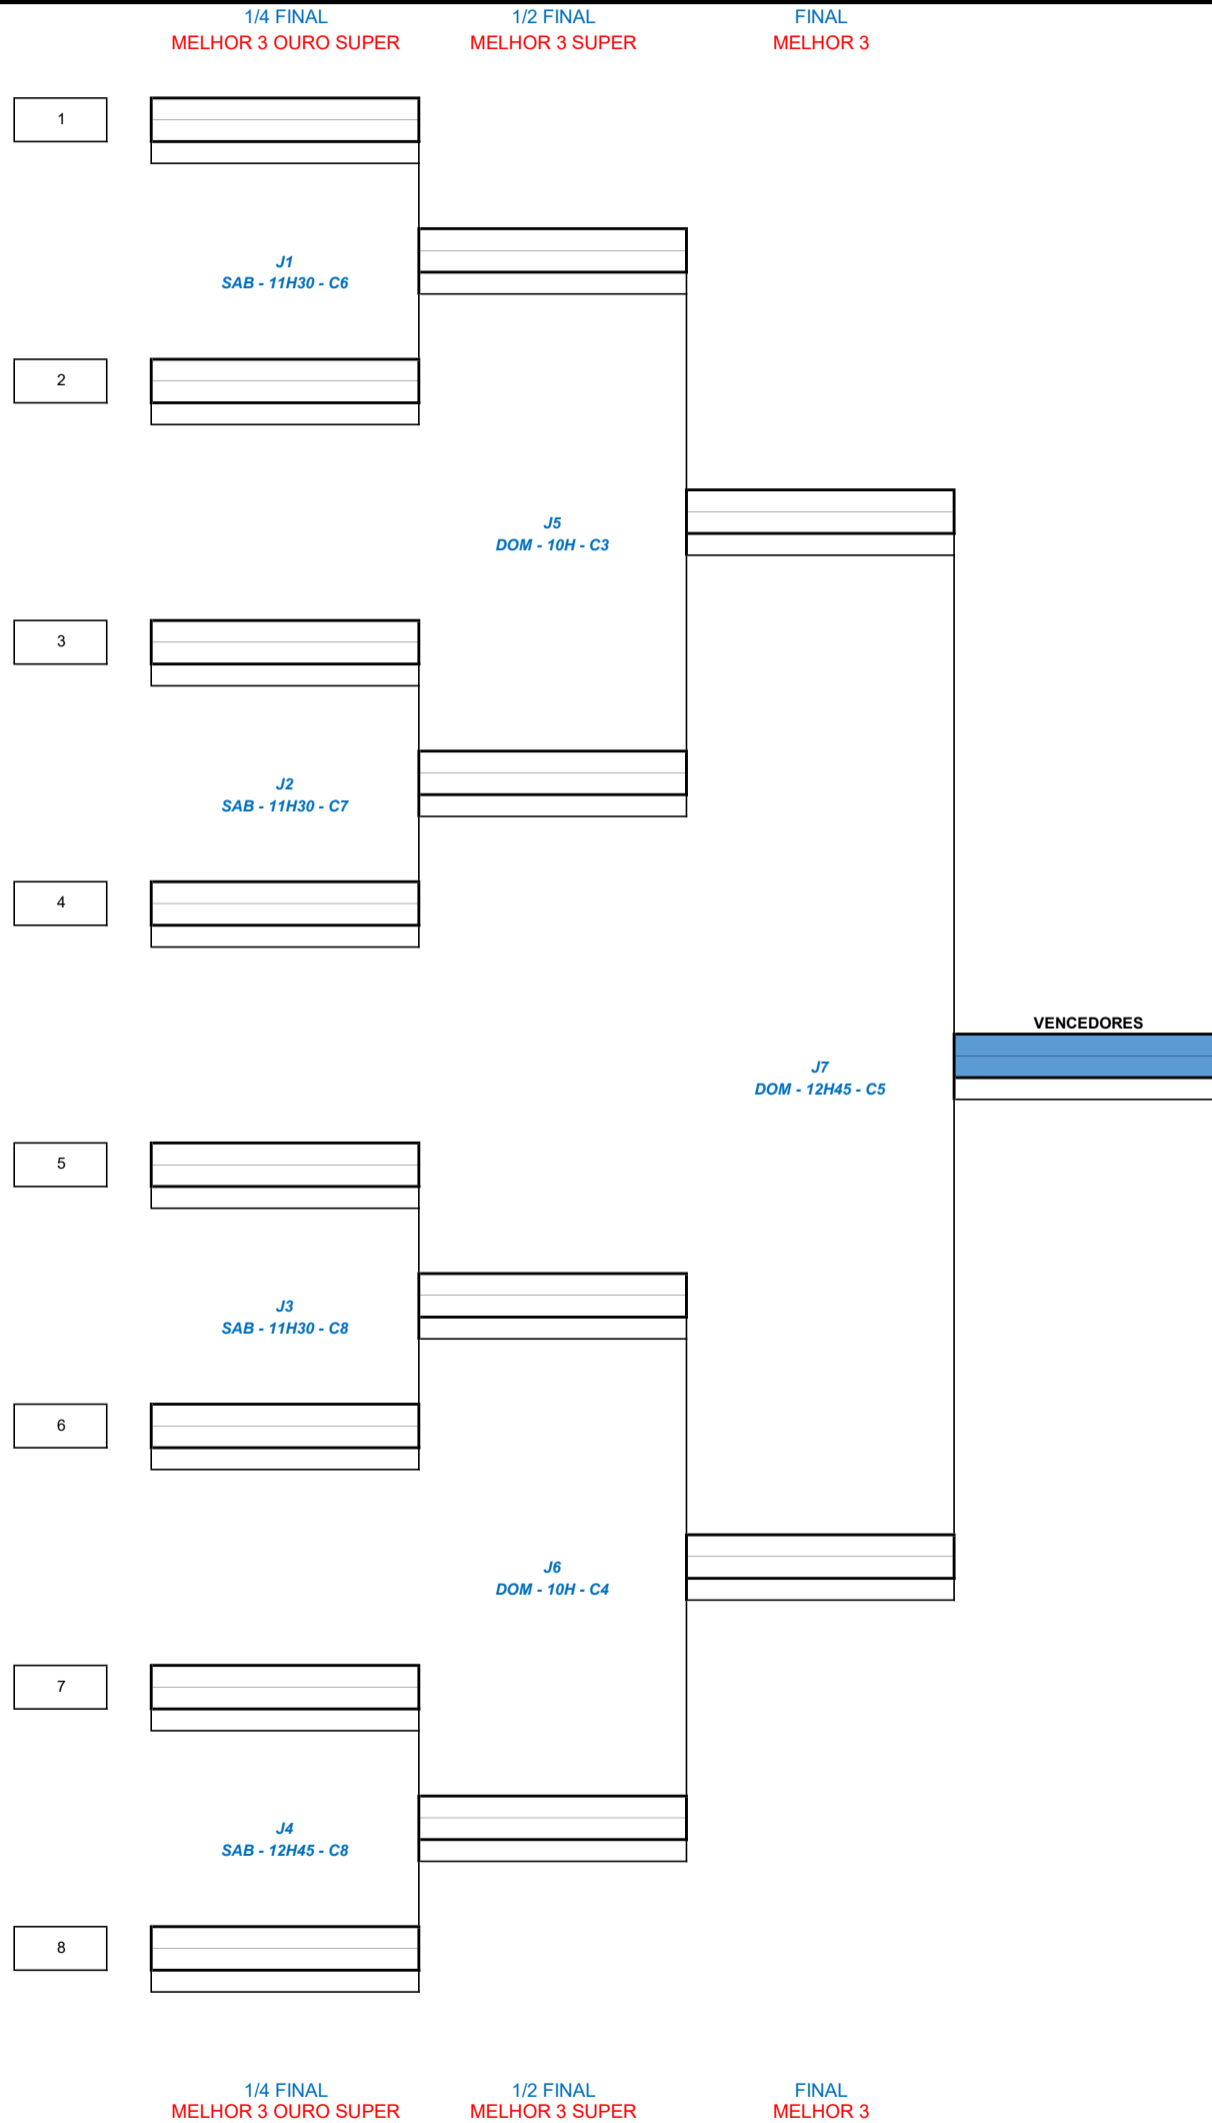 1/4 FINAL
1/2 FINAL
FINAL
MELHOR 3 OURO SUPER
MELHOR 3 SUPER
MELHOR 3
1
J1
SAB - 11H30 - C6
2
J5
DOM - 10H - C3
3
J2
SAB - 11H30 - C7
4
VENCEDORES
J7
DOM - 12H45 - C5
5
J3
SAB - 11H30 - C8
6
J6
DOM - 10H - C4
7
J4
SAB - 12H45 - C8
8
1/4 FINAL
1/2 FINAL
FINAL
MELHOR 3 OURO SUPER
MELHOR 3 SUPER
MELHOR 3